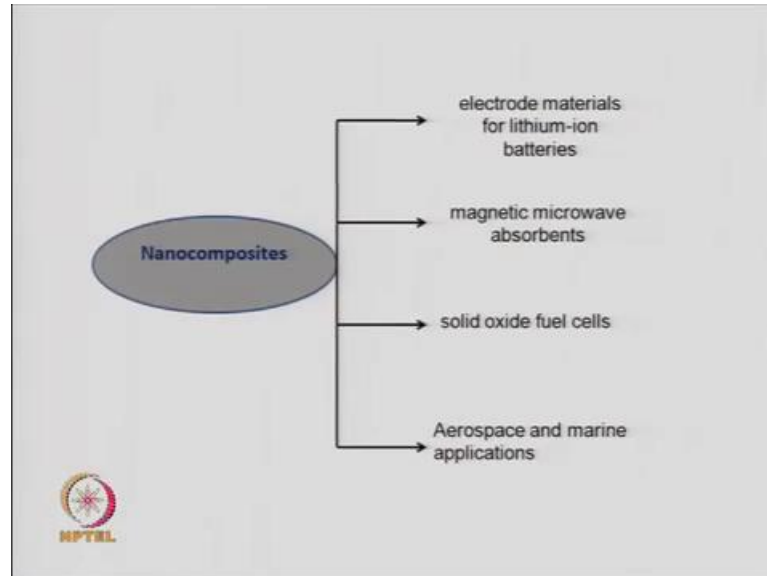 electrode materials
for lithium-ion
batteries
magnetic microwave
absorbents
Nanocomposites
solid oxide fuel cells
Aerospace and marine
applications
NPTEL